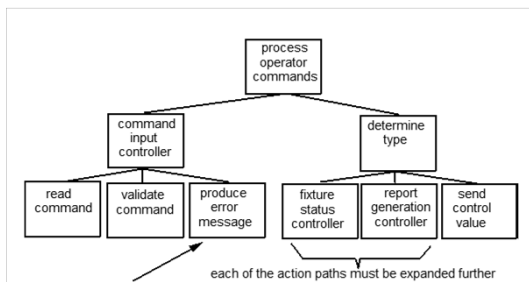 process
operator
commands
command
input
controller
determine
type
read
command
validate
command
produce
error
message
fixture
status
controller
report
generation
controller
send
control
value
each of the action paths must be expanded further